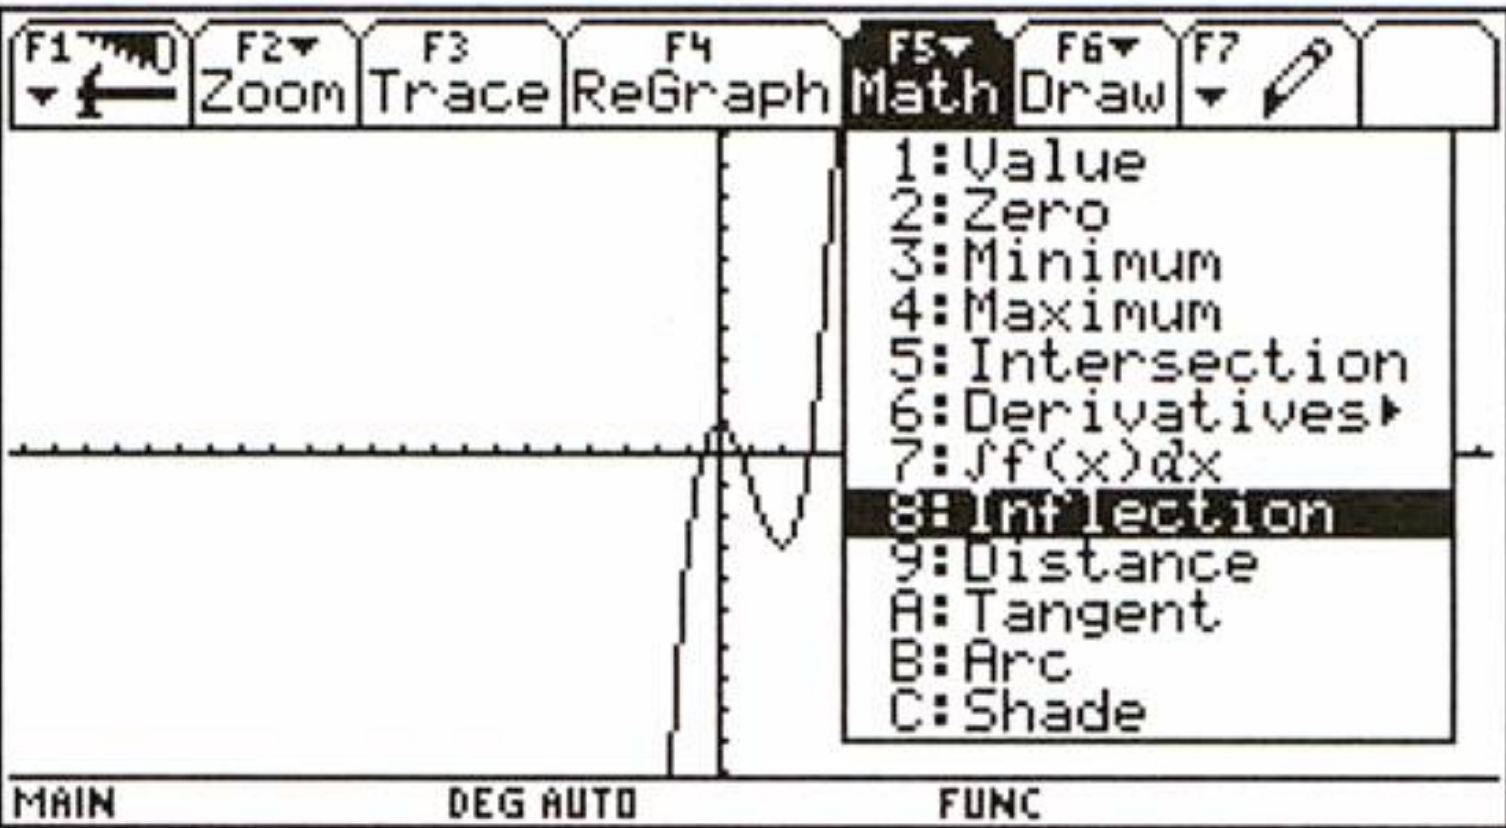 F1 F2 Zoom F3 Trace F4 ReGraph F5 Math F6 Draw F7
1:Value
2:Zero
3:Minimum
4:Maximum
5:Intersection
6:Derivatives
7:∫f(x)dx
8:Inflection
9:Distance
A:Tangent
B:Arc
C:Shade
MAIN DEG AUTO FUNC